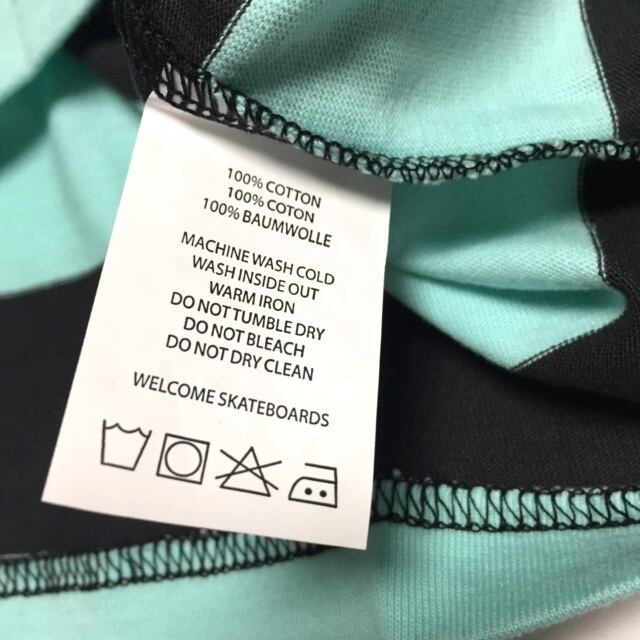 100% COTTON
100% COTON
100% BAUMWOLLE
MACHINE WASH COLD
WASH INSIDE OUT
WARM IRON
DO NOT TUMBLE DRY
DO NOT BLEACH
DO NOT DRY CLEAN
WELCOME SKATEBOARDS